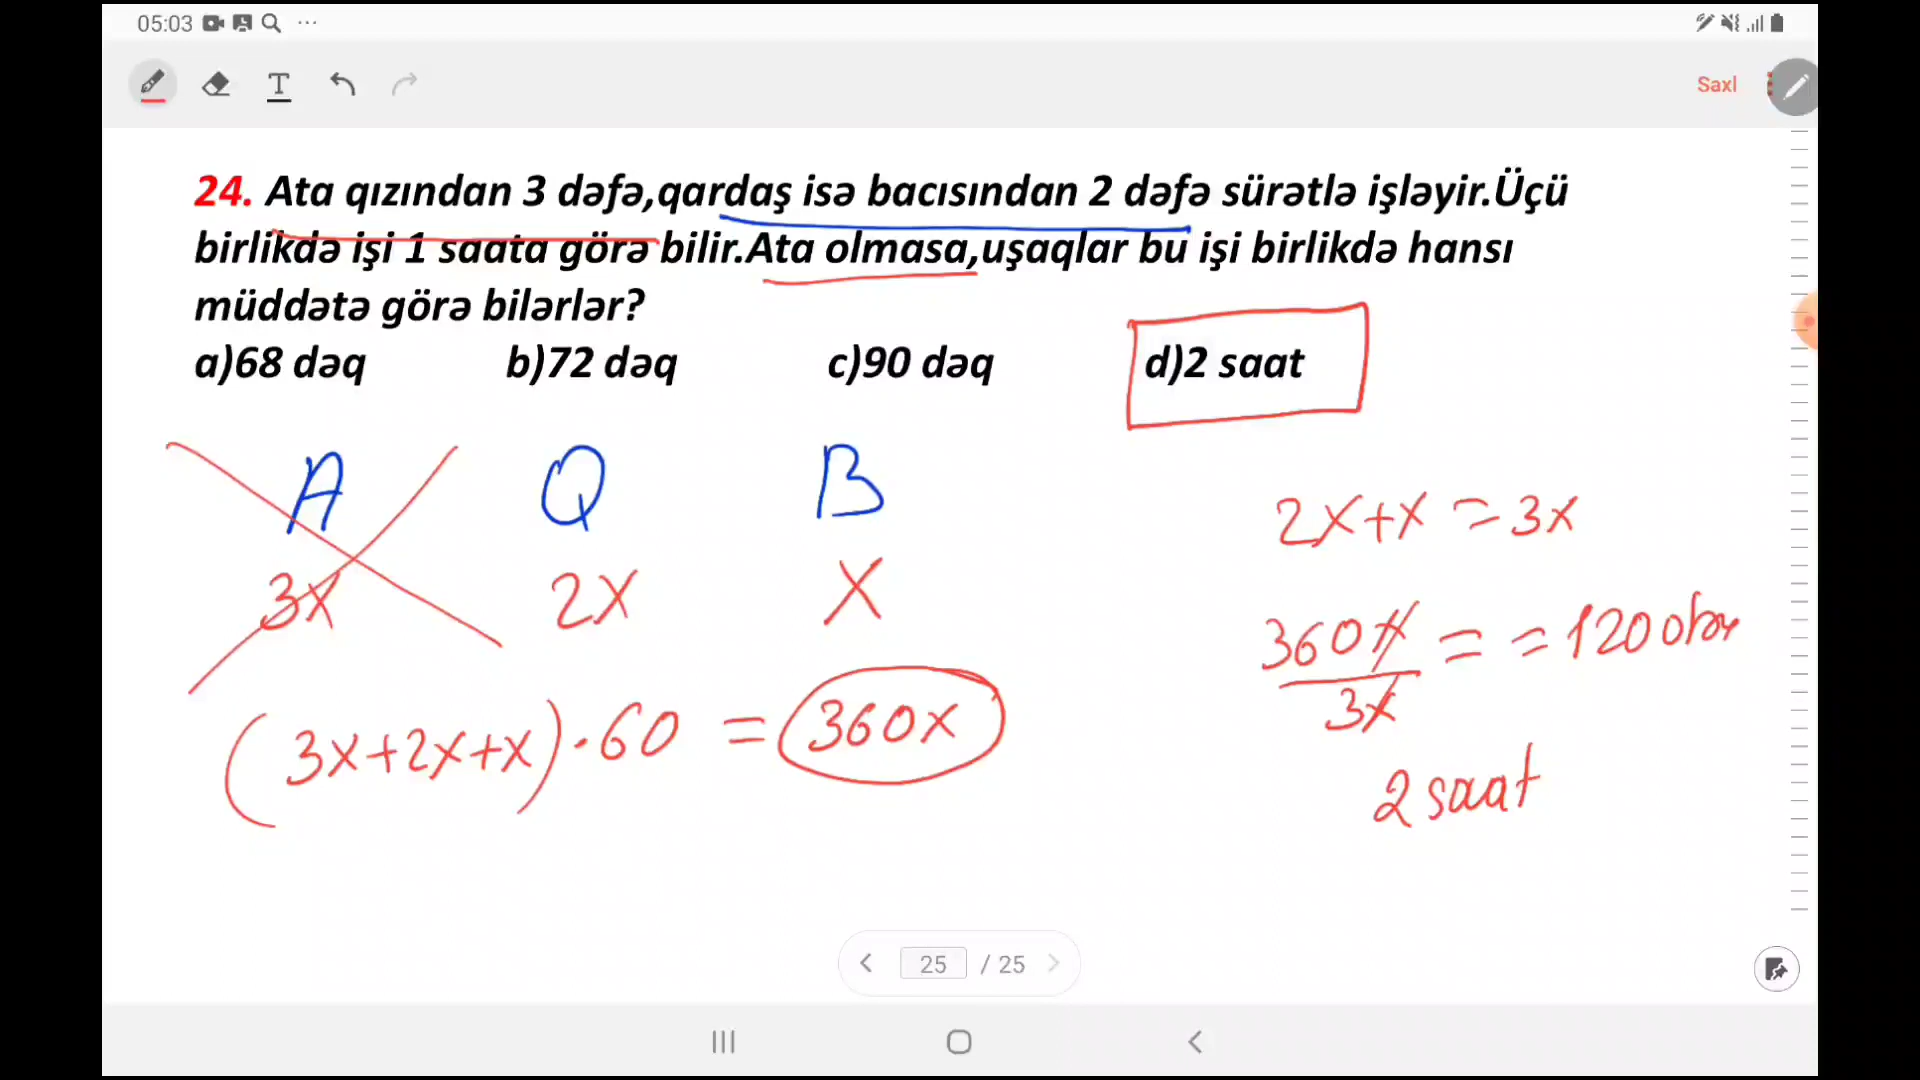 05:03
Saxl
24. Ata qızından 3 dəfə,qardaş isə bacısından 2 dəfə sürətlə işləyir.Üçü
birlikdə işi 1 saata görə bilir.Ata olmasa,uşaqlar bu işi birlikdə hansı
müddətə görə bilərlər?
a)68 dəq b)72 dəq c)90 dəq d)2 saat
A Q B
3x 2x x
(3x+2x+x)·60 = 360x
2x+x = 3x
360x/3x = = 120
2 saat
25 / 25